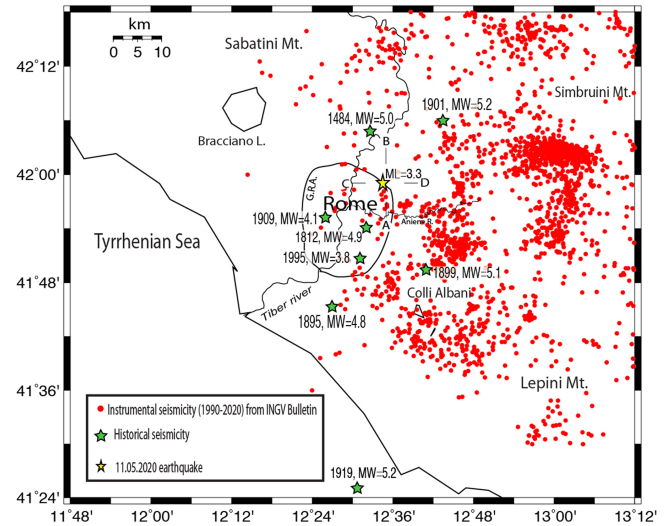 km
0 5 10
Sabatini Mt.
42°12'
1901, MW=5.2
Simbruini Mt.
1484, MW=5.0
Bracciano L.
B
42°00'
ML=3.3
C
D
G.R.A.
Rome
1909, MW=4.1
A
Aniene R.
1812, MW=4.9
Tyrrhenian Sea
1995, MW=3.8
41°48'
1899, MW=5.1
Colli Albani
Tiber river
1895, MW=4.8
41°36'
Lepini Mt.
Instrumental seismicity (1990-2020) from INGV Bulletin
Historical seismicity
11.05.2020 earthquake
1919, MW=5.2
41°24'
11°48' 12°00' 12°12' 12°24' 12°36' 12°48' 13°00' 13°12'